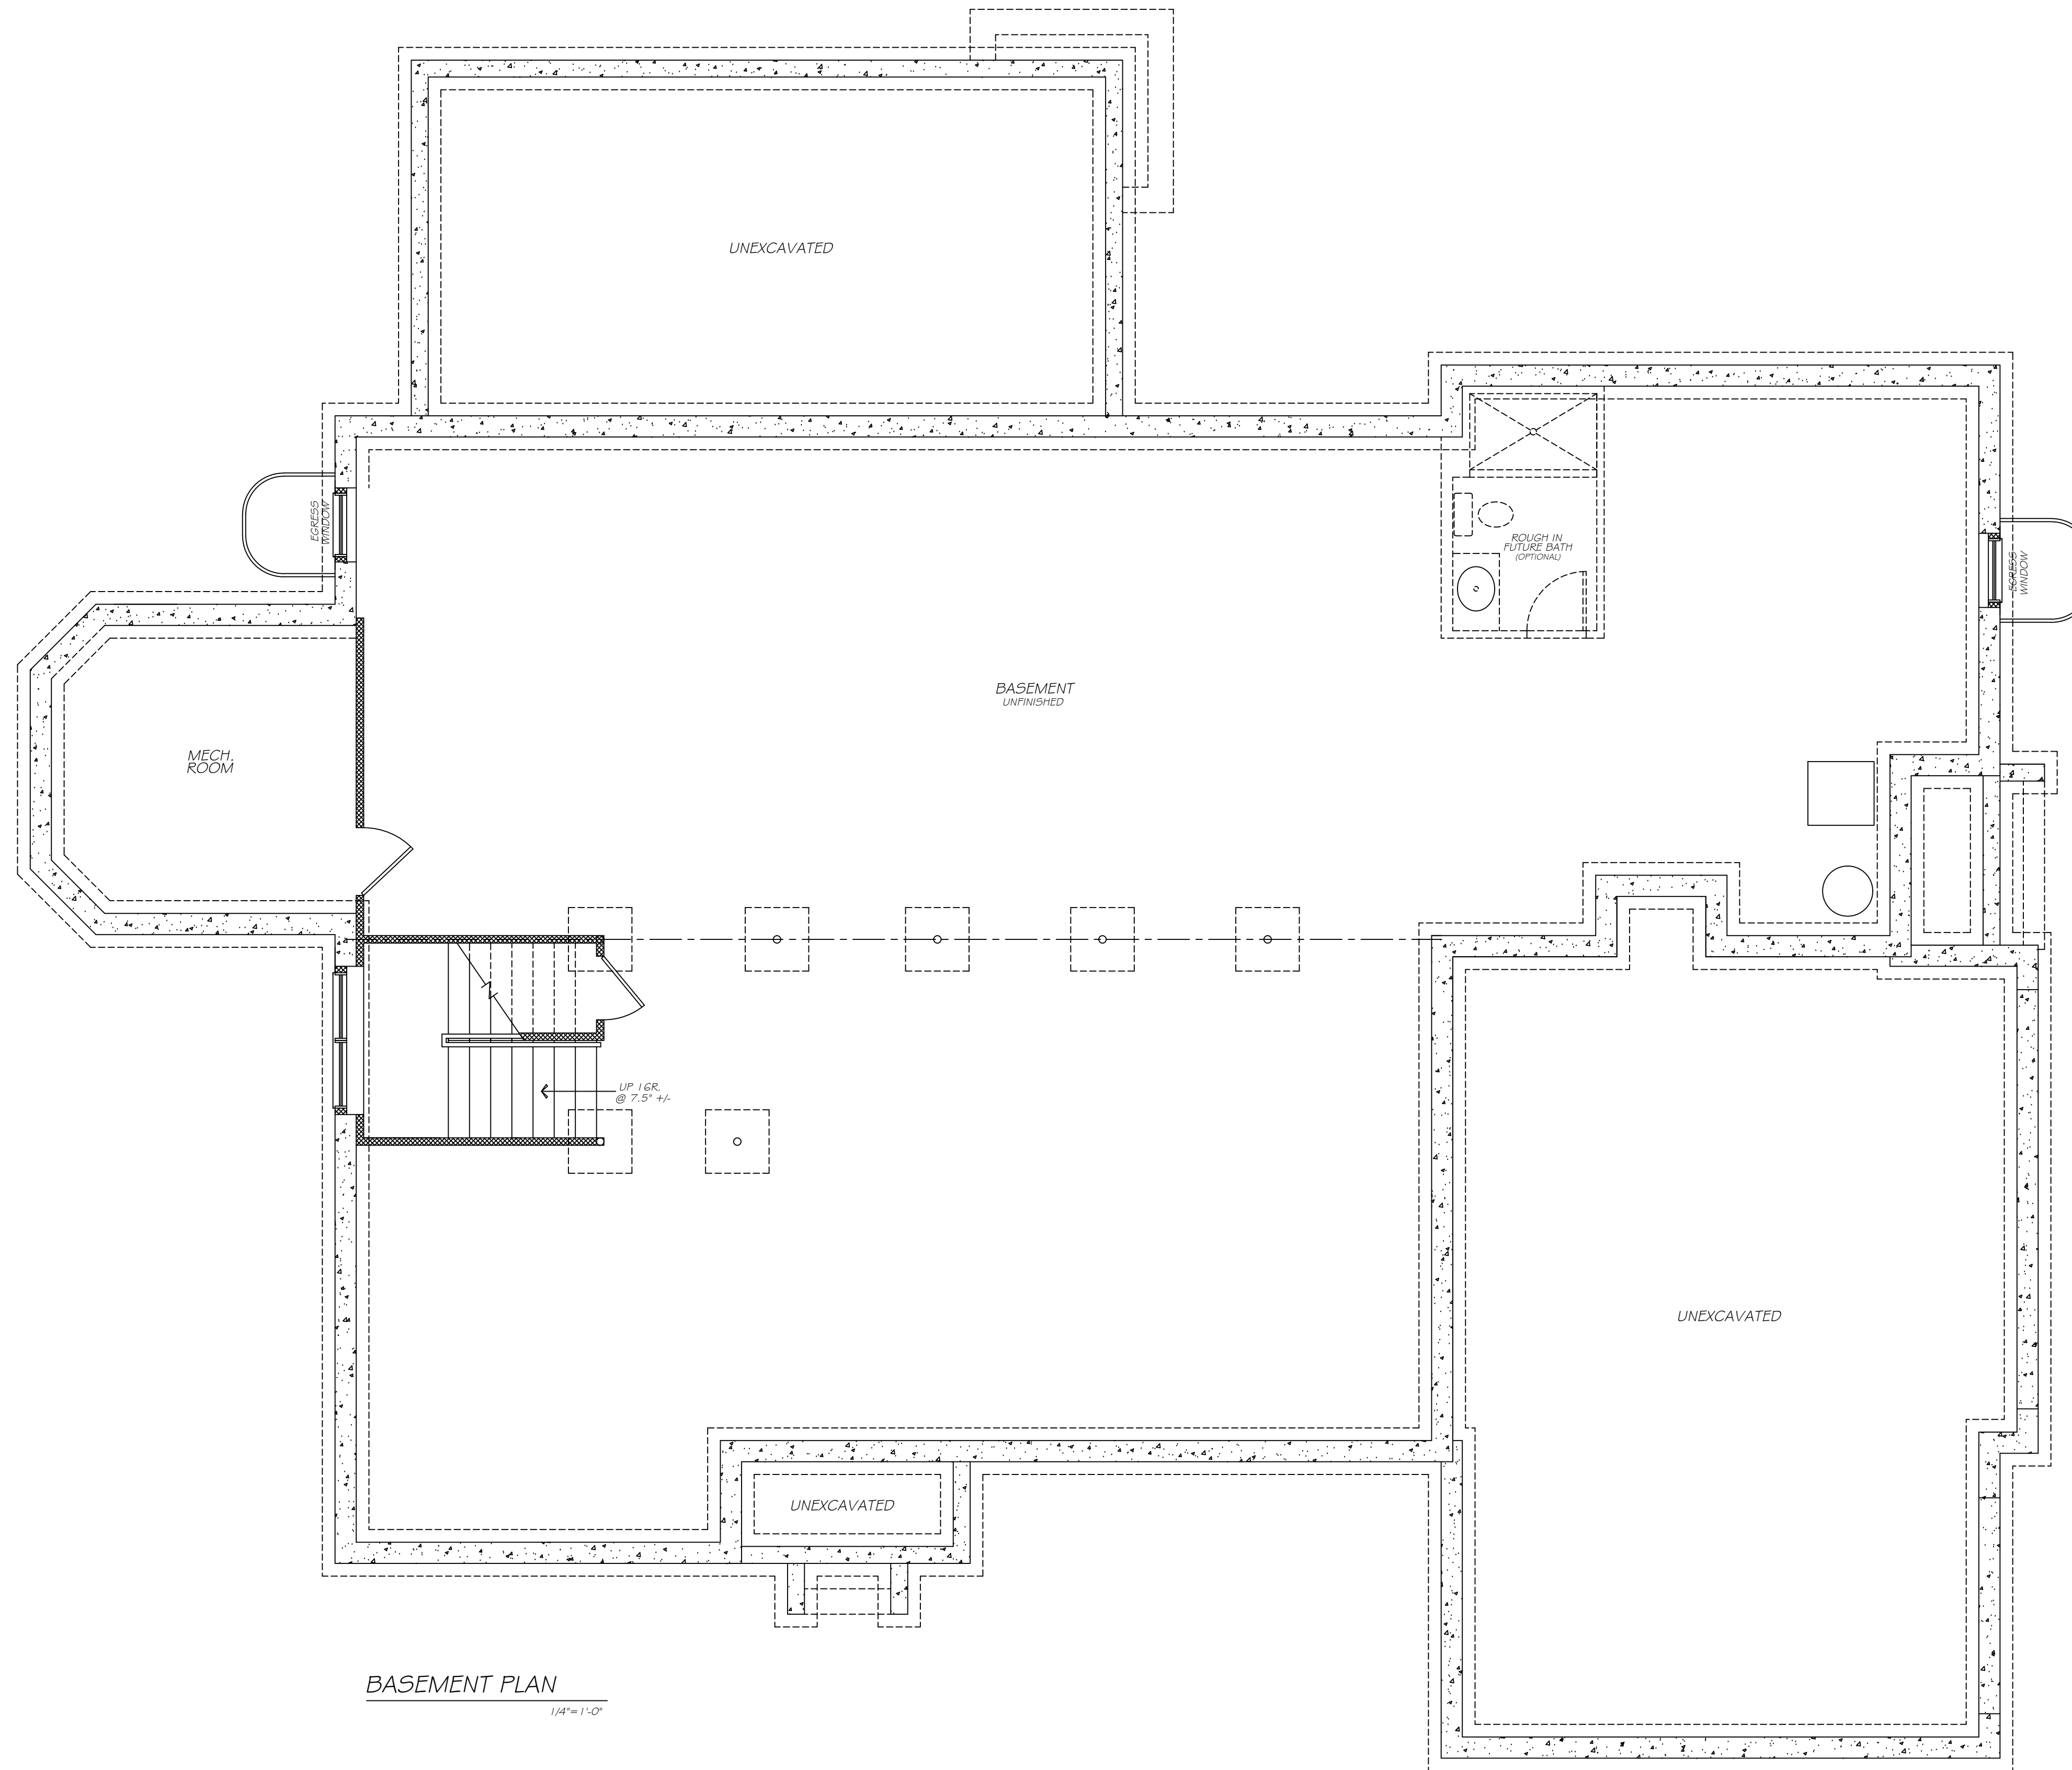 UNEXCAVATED
EGRESS
WINDOW
ROUGH IN
FUTURE BATH
(OPTIONAL)
EGRESS
WINDOW
BASEMENT
UNFINISHED
MECH.
ROOM
UP 16R.
@ 7.5" +/-
UNEXCAVATED
UNEXCAVATED
BASEMENT PLAN
1/4"=1'-0"